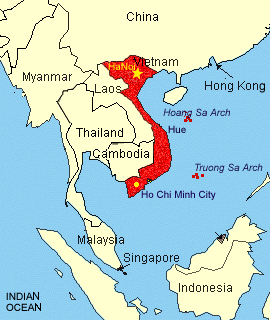 China
HaNoi
Vietnam
Myanmar
Laos
Hong Kong
Hoang Sa Arch
Hue
Thailand
Cambodia
Truong Sa Arch
Ho Chi Minh City
Malaysia
Singapore
Indonesia
INDIAN
OCEAN